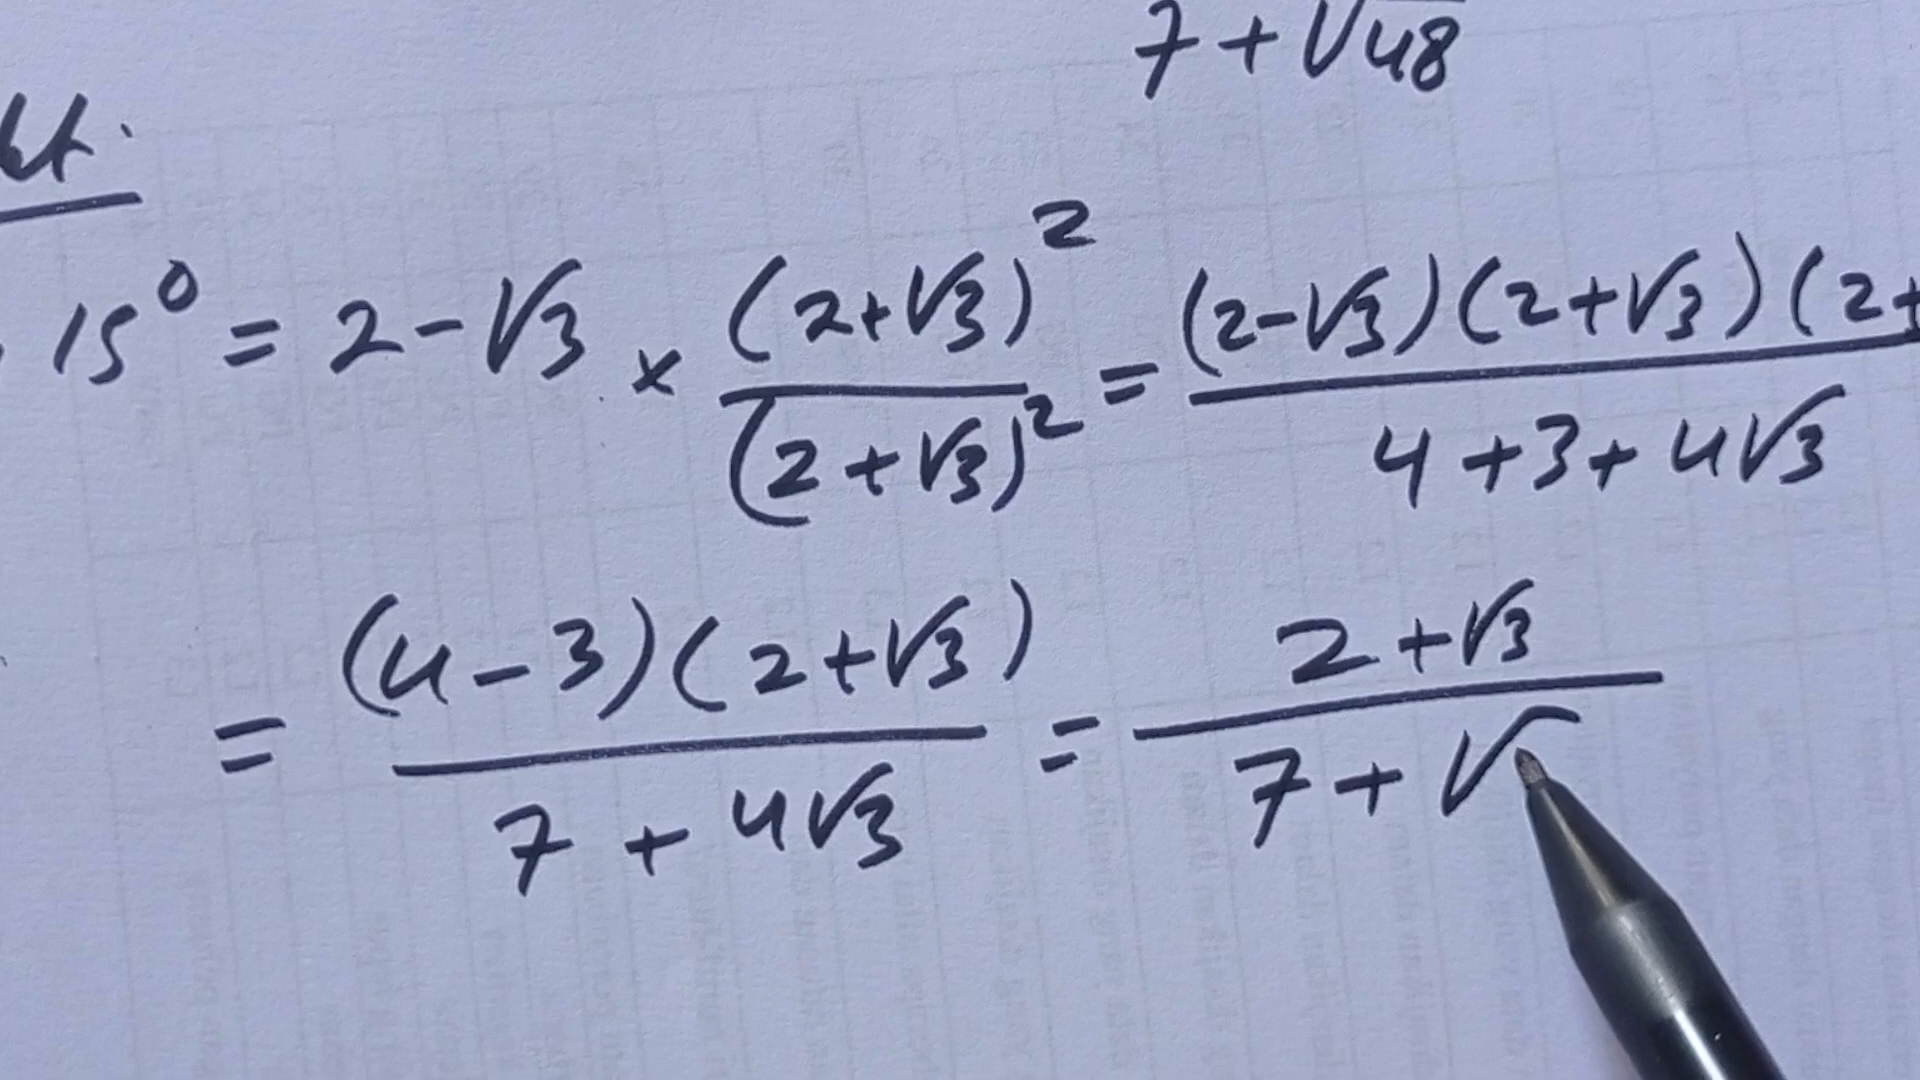 7 + √48
15° = 2 - √3 × (2+√3)² / (2+√3)² = (2-√3)(2+√3)(2+ / 4+3+4√3
= (4-3)(2+√3) / 7 + 4√3 = 2+√3 / 7+√